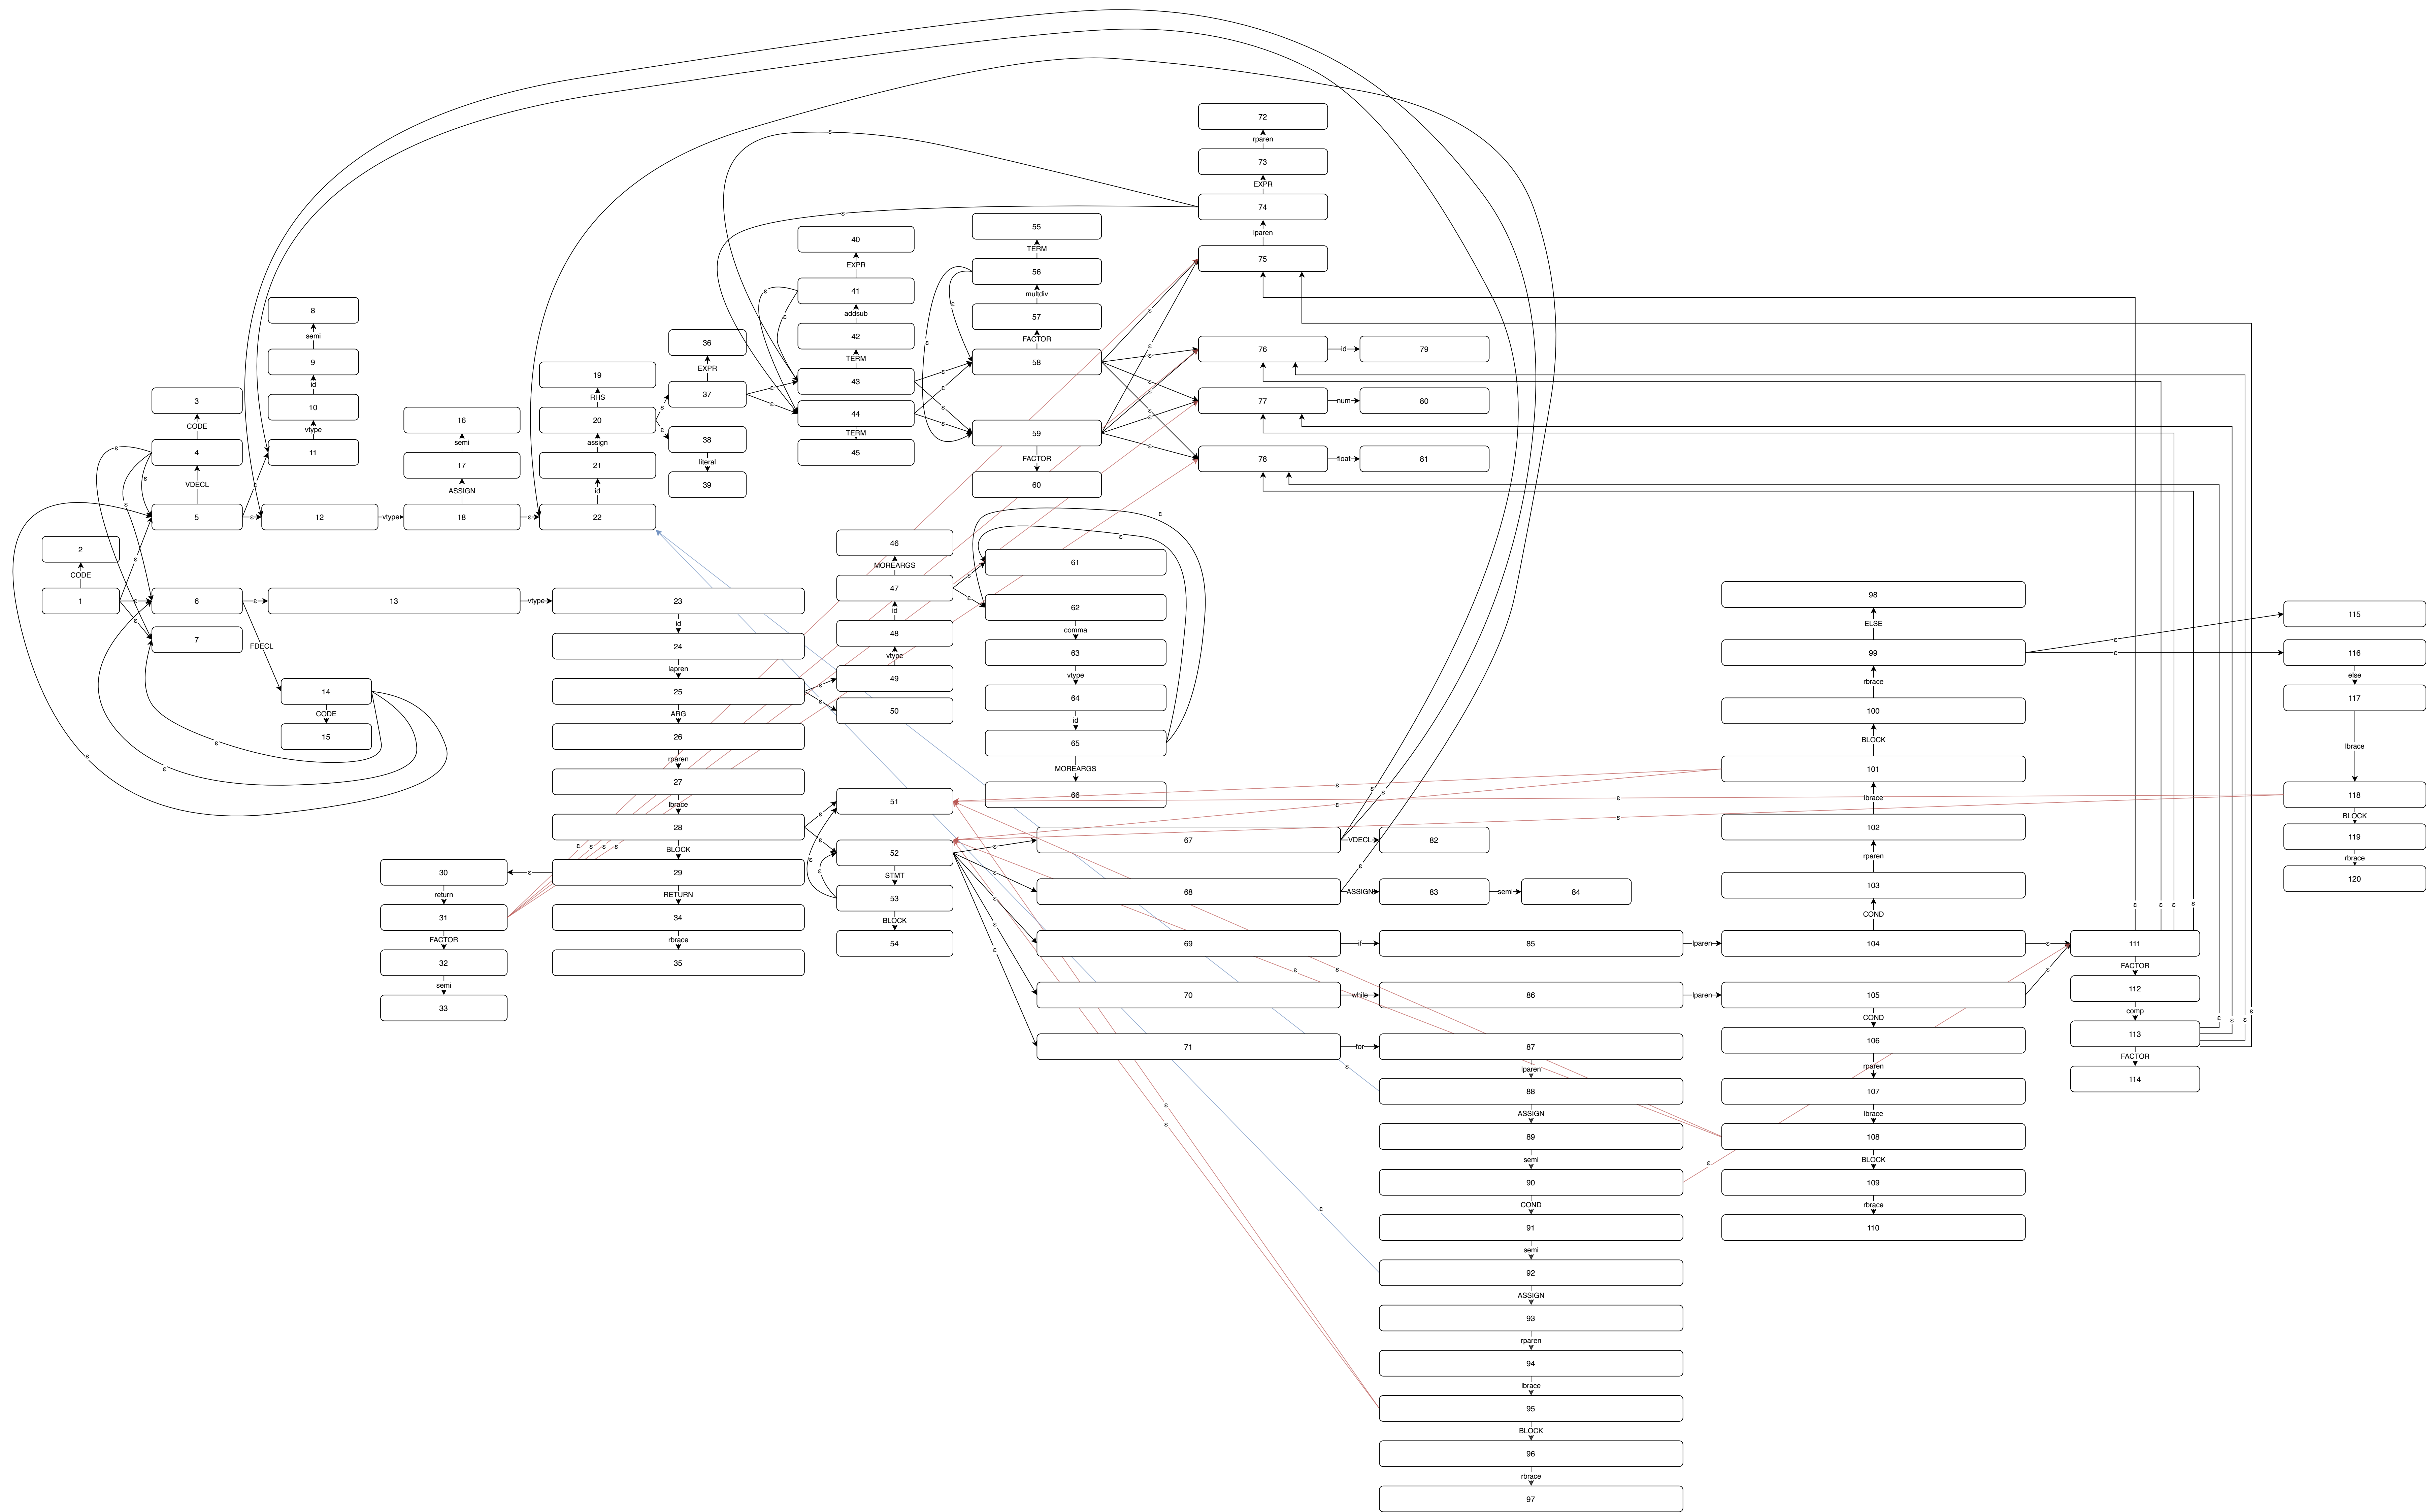 2
CODE
1
ε
ε
ε
3
CODE
4
VDECL
5
6
7
ε
ε
ε
ε
ε
ε
8
semi
9
id
10
vtype
11
ε
ε
12
vtype
ε
13
vtype
FDECL
14
CODE
15
16
semi
17
ASSIGN
18
ε
19
RHS
20
assign
21
id
22
ε
ε
36
EXPR
37
38
literal
39
ε
ε
ε
ε
40
EXPR
41
addsub
42
TERM
43
44
TERM
45
ε
ε
ε
ε
ε
ε
55
TERM
56
multdiv
57
FACTOR
58
59
FACTOR
60
ε
ε
ε
ε
ε
ε
ε
ε
ε
ε
72
rparen
73
EXPR
74
lparen
75
76
id
79
77
num
80
78
float
81
23
id
24
lapren
25
ARG
26
rparen
27
lbrace
28
BLOCK
29
RETURN
34
rbrace
35
ε
30
return
31
FACTOR
32
semi
33
ε
ε
ε
ε
ε
ε
46
MOREARGS
47
id
48
vtype
49
50
ε
ε
61
62
comma
63
vtype
64
id
65
MOREARGS
66
ε
ε
ε
ε
51
52
STMT
53
BLOCK
54
ε
ε
ε
ε
ε
ε
ε
67
VDECL
82
ε
ε
68
ASSIGN
83
semi
84
ε
69
if
85
lparen
104
70
while
86
lparen
105
71
for
87
lparen
88
ASSIGN
89
semi
90
COND
91
semi
92
ASSIGN
93
rparen
94
lbrace
95
BLOCK
96
rbrace
97
ε
ε
ε
ε
ε
98
ELSE
99
rbrace
100
BLOCK
101
lbrace
102
rparen
103
COND
ε
ε
ε
ε
ε
ε
COND
106
rparen
107
lbrace
108
BLOCK
109
rbrace
110
ε
ε
ε
ε
ε
ε
ε
ε
111
FACTOR
112
comp
113
FACTOR
114
ε
ε
ε
ε
ε
ε
115
116
else
117
lbrace
118
BLOCK
119
rbrace
120